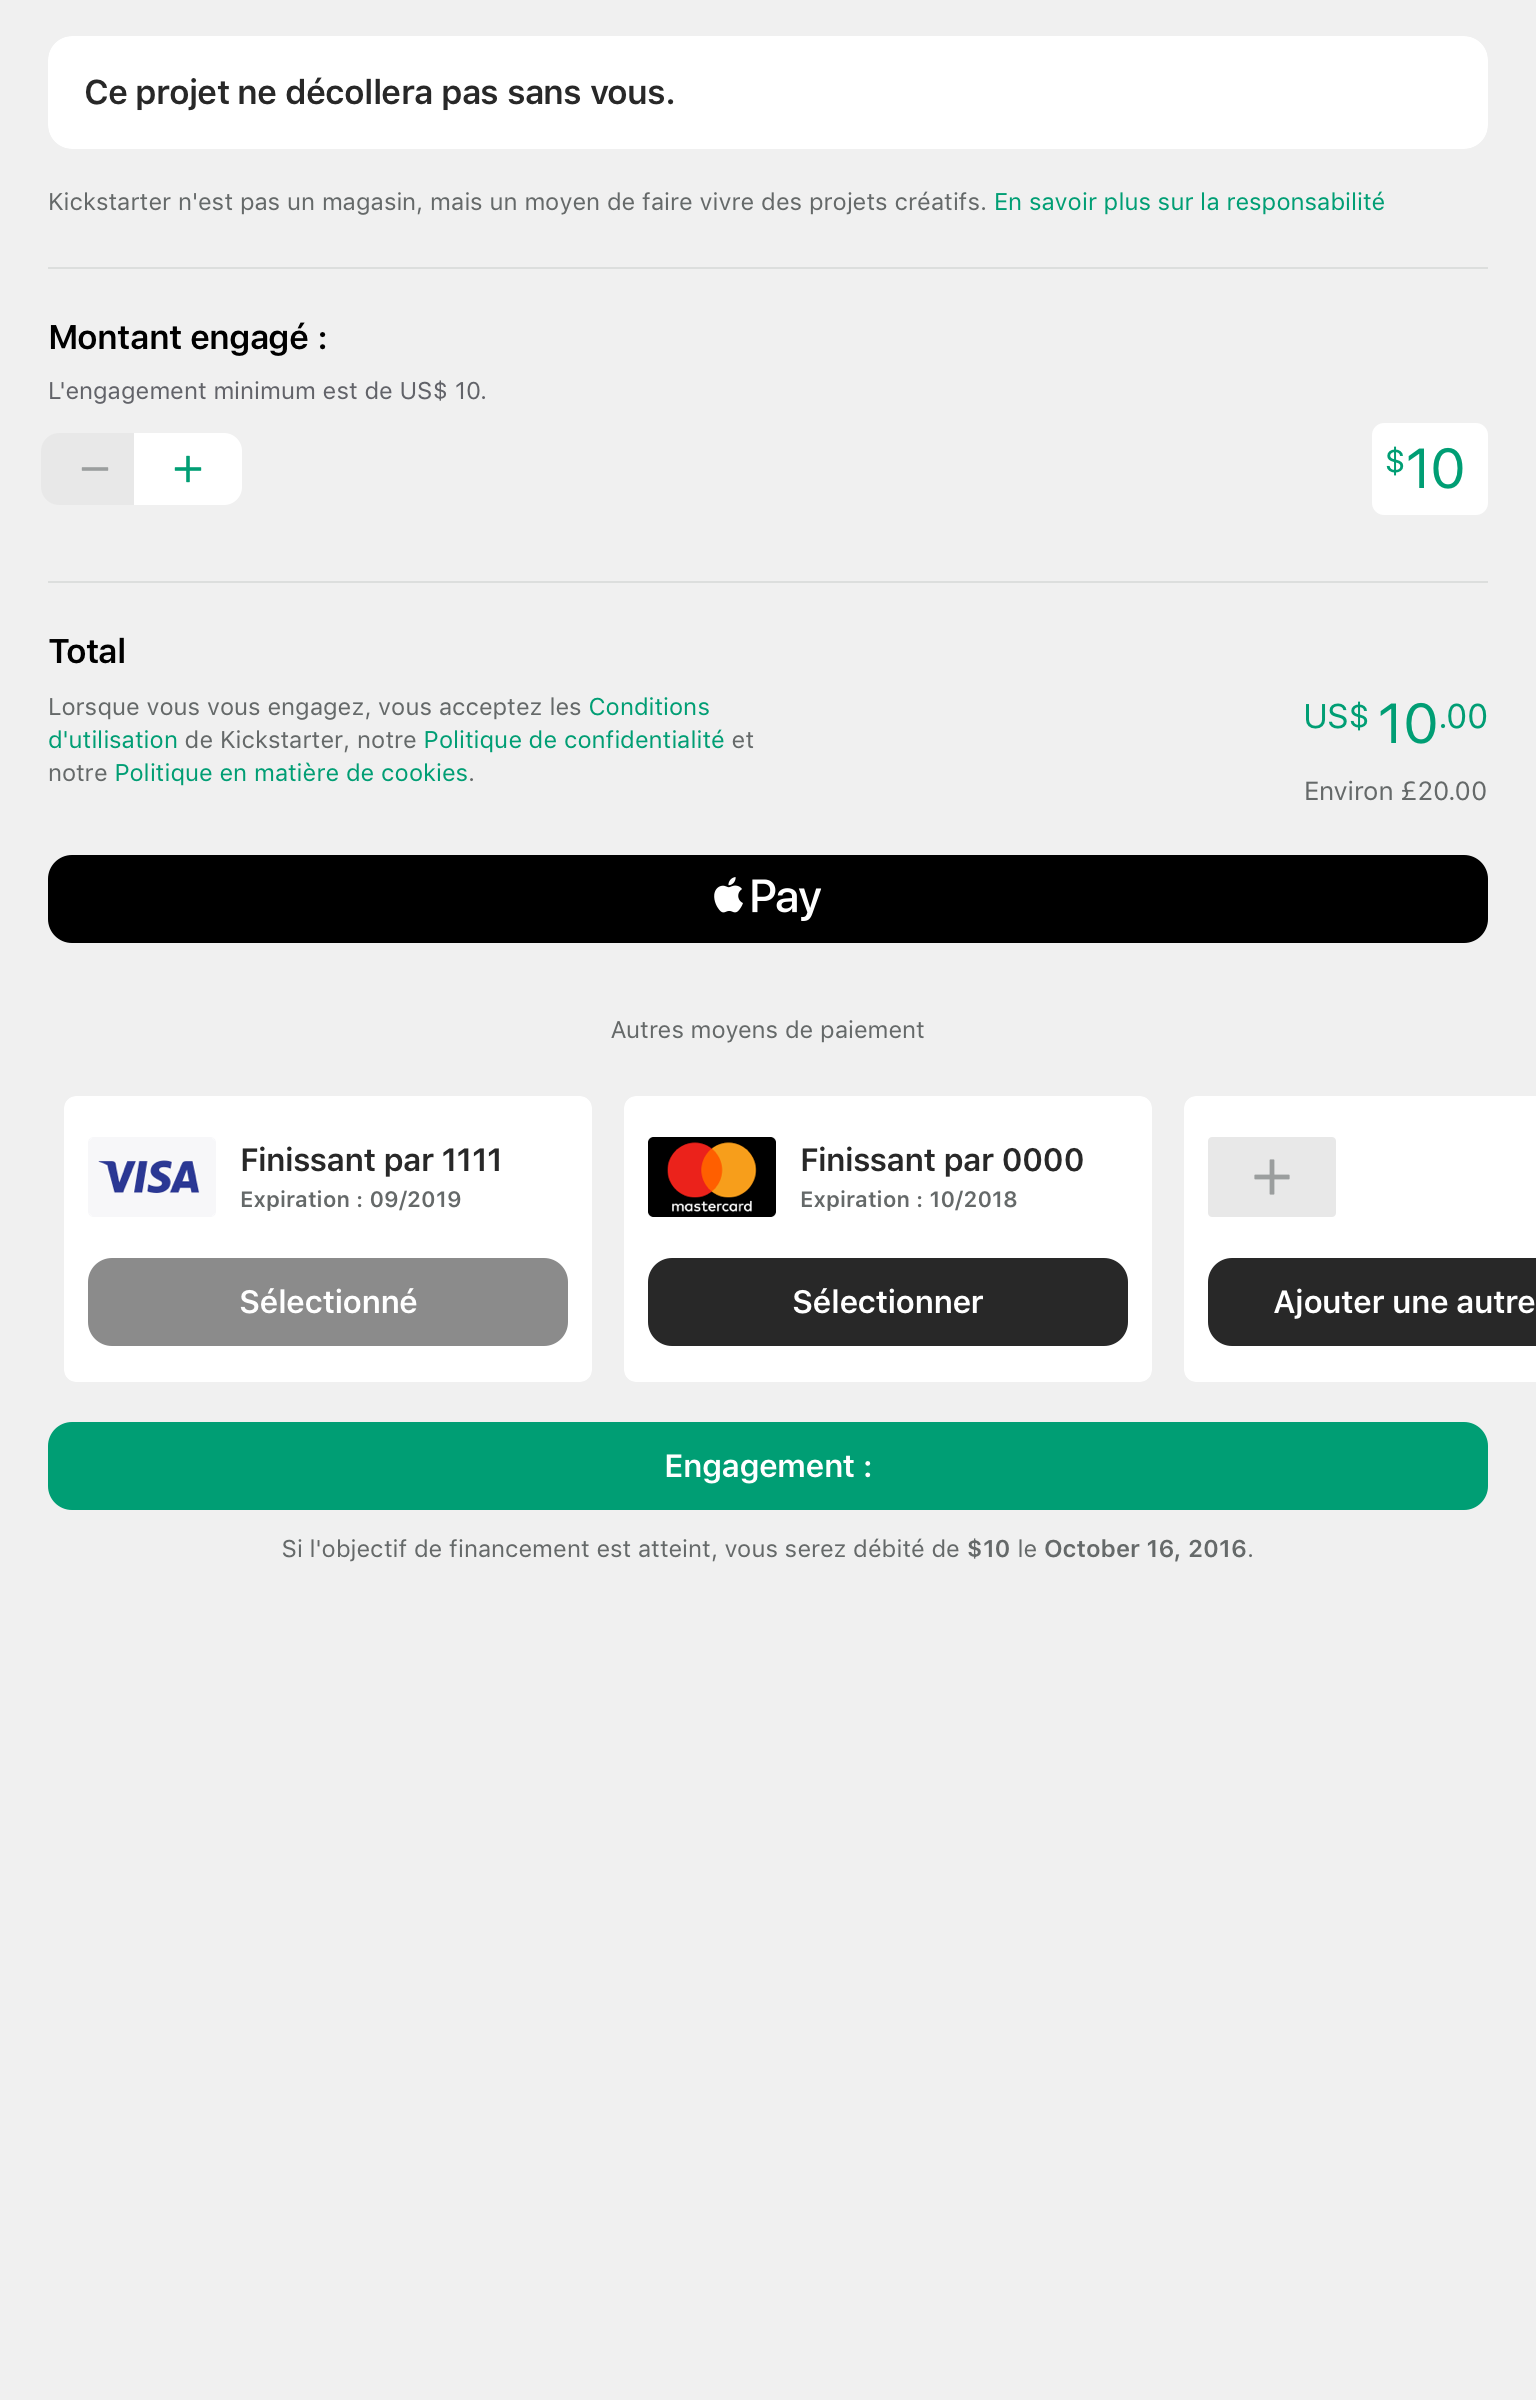 Ce projet ne décollera pas sans vous.
Kickstarter n'est pas un magasin, mais un moyen de faire vivre des projets créatifs. En savoir plus sur la responsabilité
Montant engagé :
L'engagement minimum est de US$ 10.
− +
$10
Total
Lorsque vous vous engagez, vous acceptez les Conditions
d'utilisation de Kickstarter, notre Politique de confidentialité et
notre Politique en matière de cookies.
US$ 10.00
Environ £20.00
Pay
Autres moyens de paiement
VISA
Finissant par 1111
Expiration : 09/2019
Sélectionné
mastercard
Finissant par 0000
Expiration : 10/2018
Sélectionner
+
Ajouter une autre
Engagement :
Si l'objectif de financement est atteint, vous serez débité de $10 le October 16, 2016.